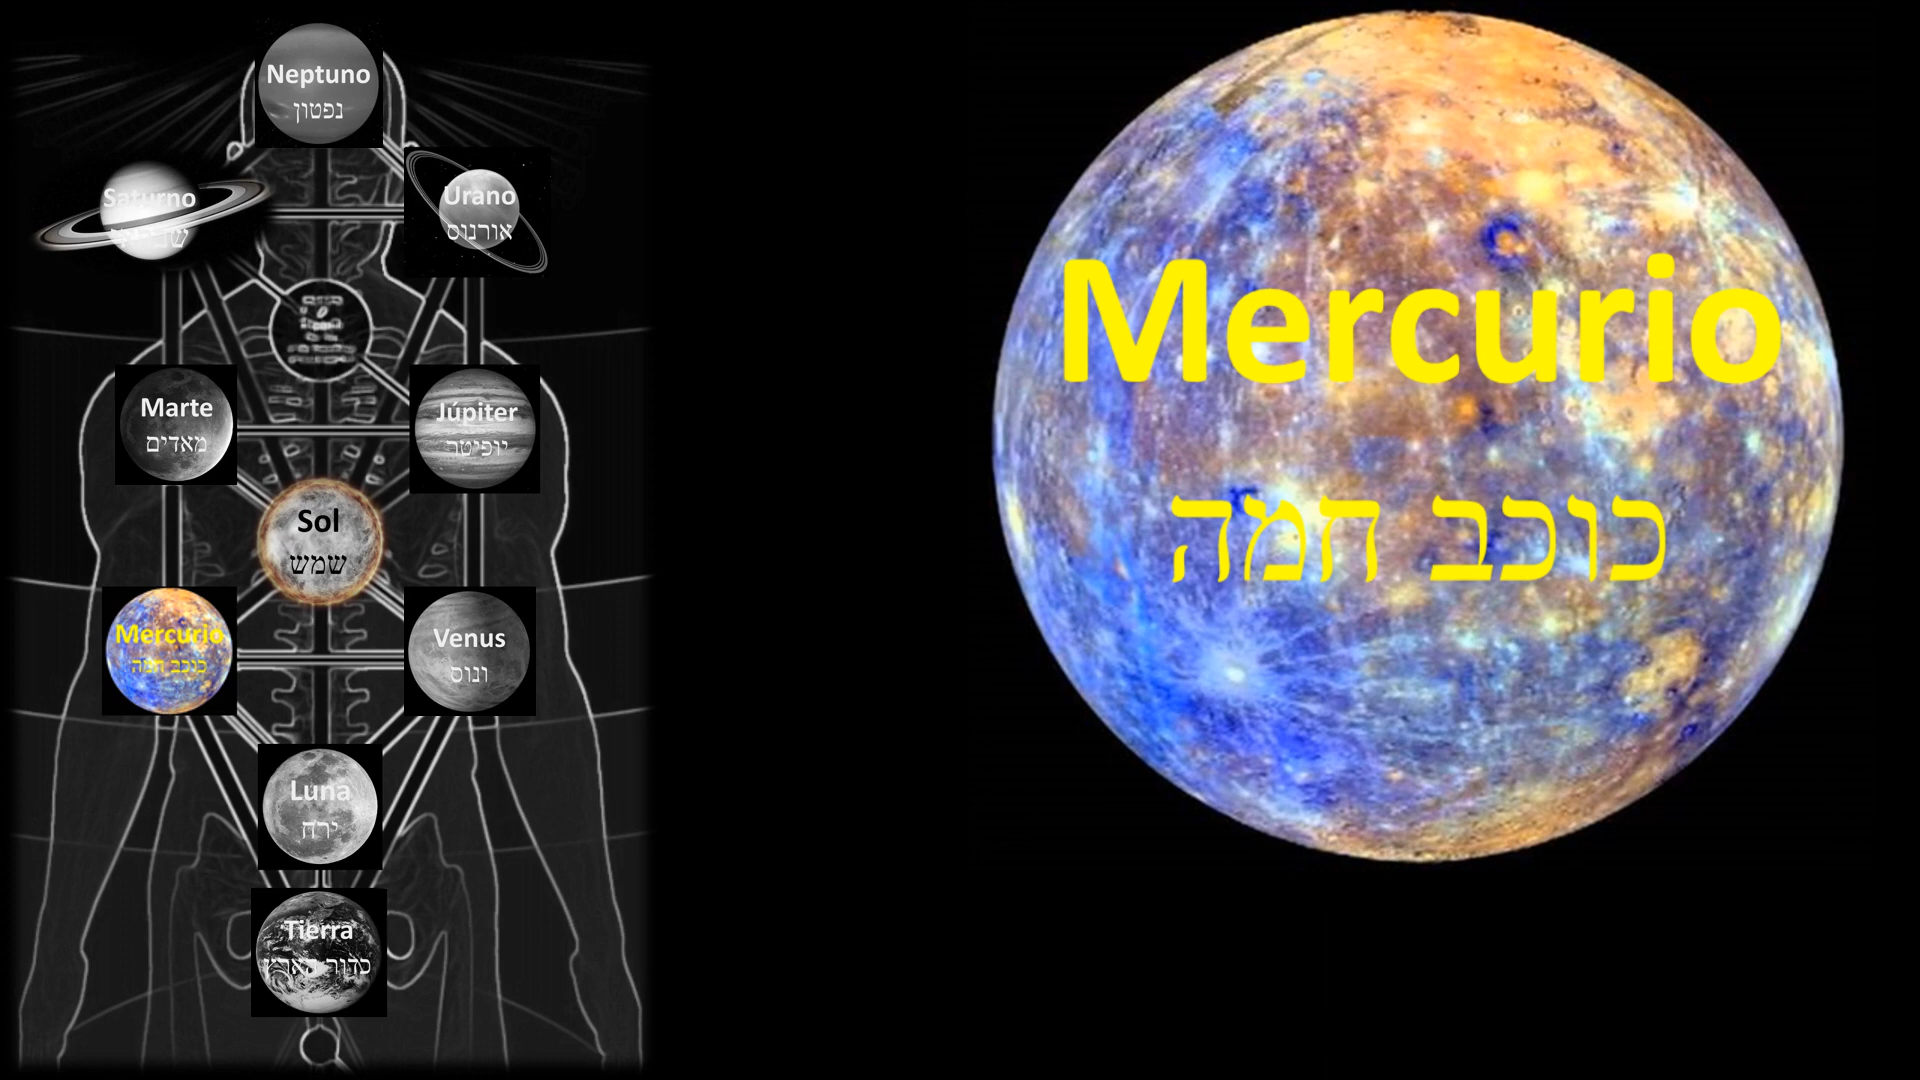 Neptuno
נפטון
Saturno
Urano
אורנוס
Marte
מאדים
Júpiter
יופיטר
Sol
שמש
Mercurio
כוכב חמה
Venus
ונוס
Luna
ירח
Tierra
כדור הארץ
Mercurio
כוכב חמה